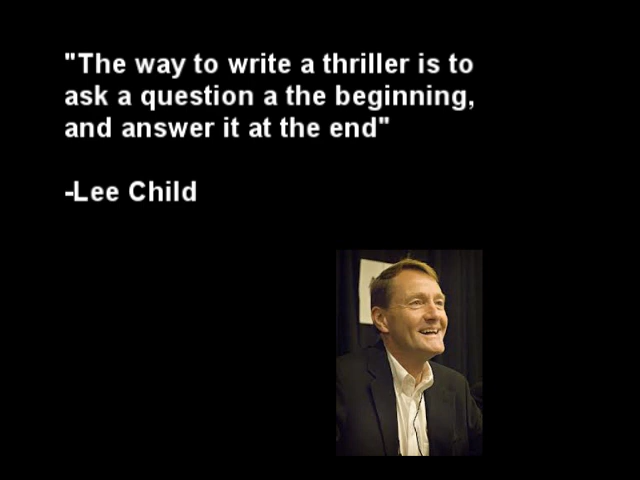 "The way to write a thriller is to
ask a question a the beginning,
and answer it at the end"
-Lee Child